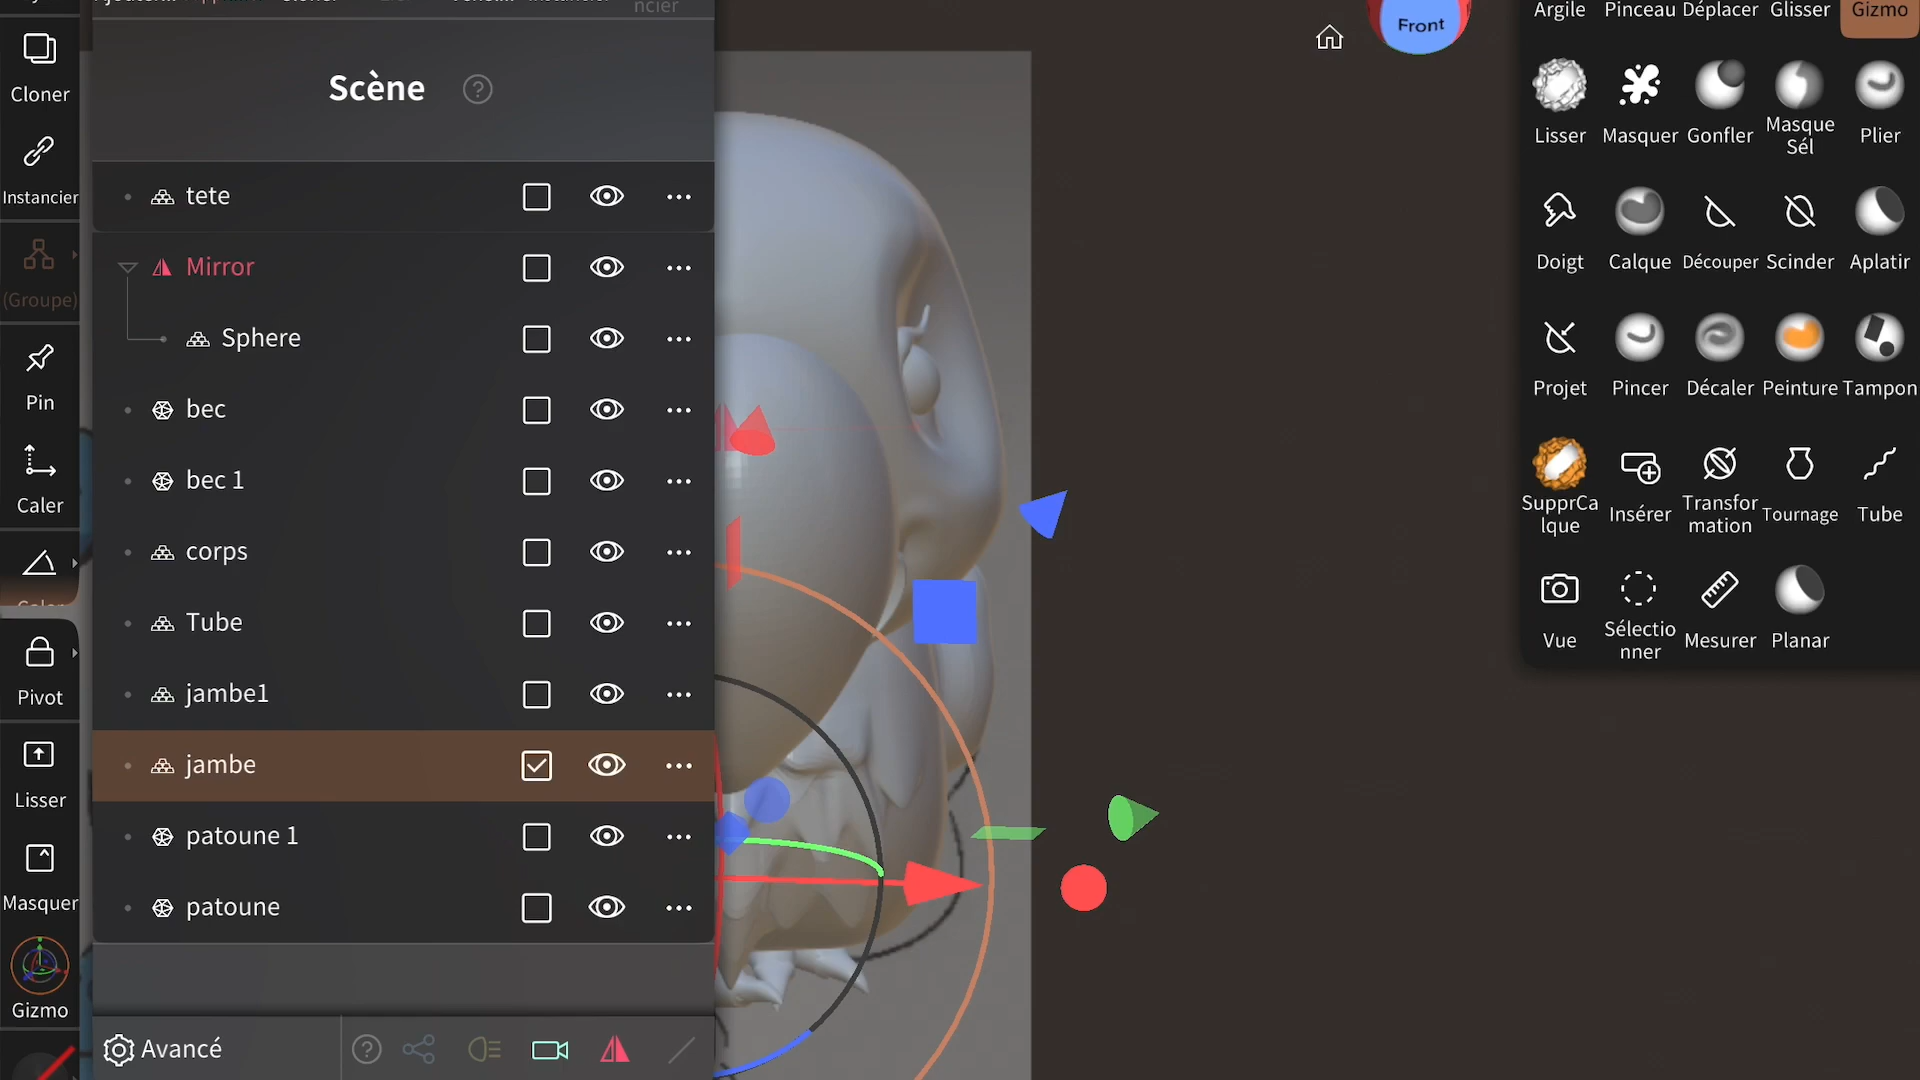 Cloner
Instancier
(Groupe)
Pin
Caler
Pivot
Lisser
Masquer
Gizmo
Scène
tete
Mirror
Sphere
bec
bec 1
corps
Tube
jambe1
jambe
patoune 1
patoune
Avancé
Front
Argile Pinceau Déplacer Glisser Gizmo
Lisser Masquer Gonfler Masque Sél Plier
Doigt Calque Découper Scinder Aplatir
Projet Pincer Décaler Peinture Tampon
SupprCa
lque Insérer Transfor
mation Tournage Tube
Vue Sélectio
nner Mesurer Planar